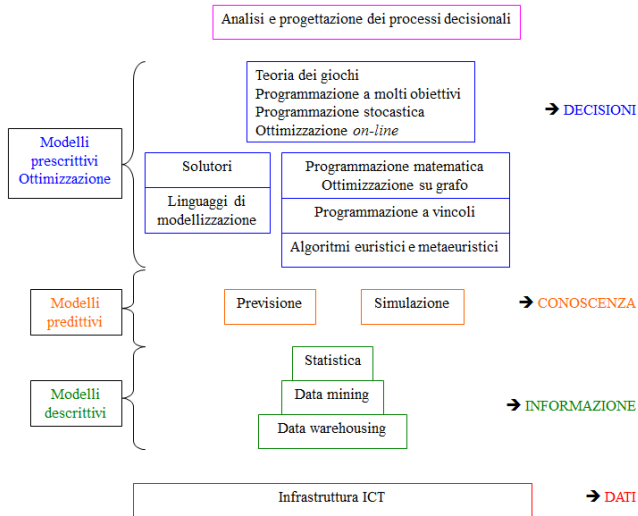 Analisi e progettazione dei processi decisionali
Teoria dei giochi
Programmazione a molti obiettivi
Programmazione stocastica
Ottimizzazione on-line
➔ DECISIONI
Modelli
prescrittivi
Ottimizzazione
Solutori
Linguaggi di
modellizzazione
Programmazione matematica
Ottimizzazione su grafo
Programmazione a vincoli
Algoritmi euristici e metaeuristici
Modelli
predittivi
Previsione
Simulazione
➔ CONOSCENZA
Modelli
descrittivi
Statistica
Data mining
Data warehousing
➔ INFORMAZIONE
Infrastruttura ICT
➔ DATI